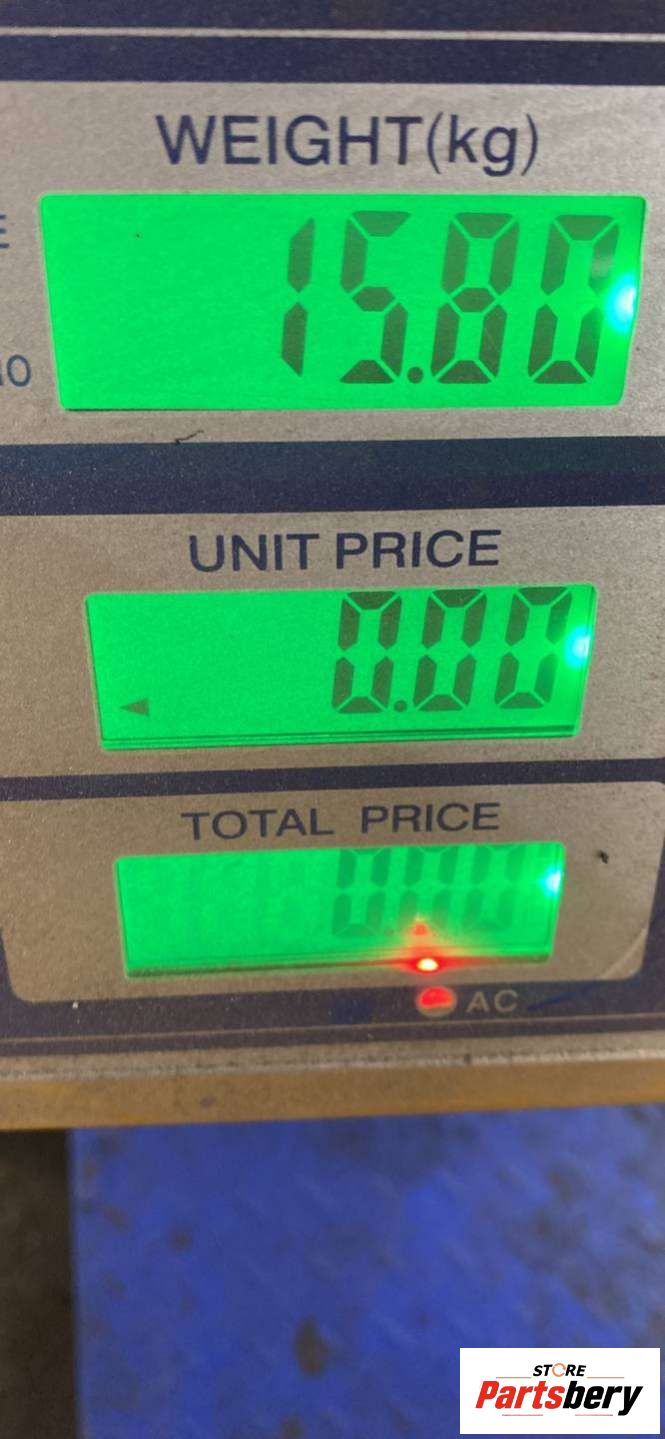 WEIGHT(kg)
15.80
UNIT PRICE
0.00
TOTAL PRICE
0.00
AC
STORE
Partsbery